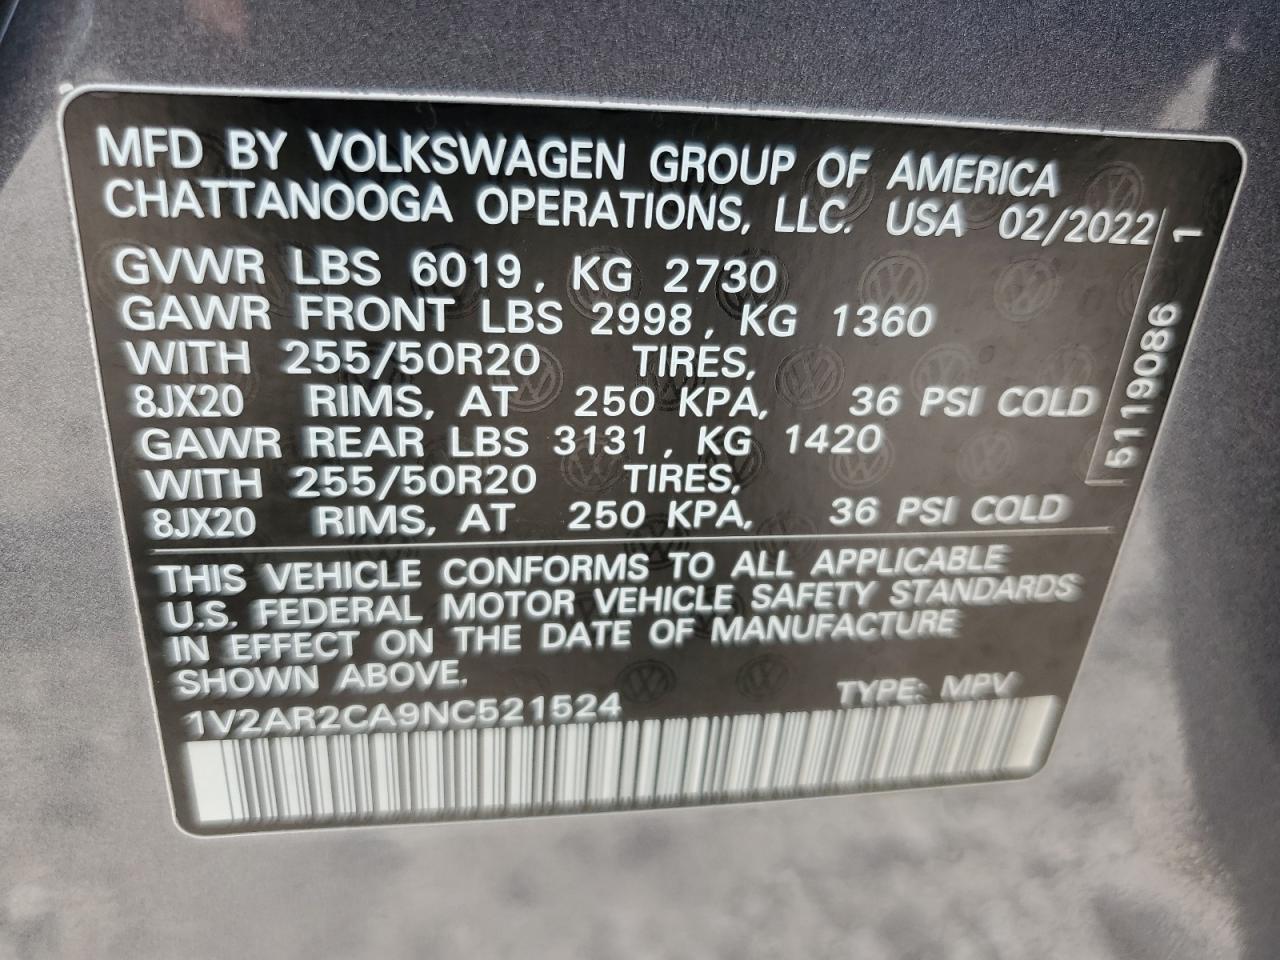 MFD BY VOLKSWAGEN GROUP OF AMERICA
CHATTANOOGA OPERATIONS, LLC. USA 02/2022
GVWR LBS 6019, KG 2730
GAWR FRONT LBS 2998, KG 1360
WITH 255/50R20 TIRES,
8JX20 RIMS, AT 250 KPA, 36 PSI COLD
GAWR REAR LBS 3131, KG 1420
WITH 255/50R20 TIRES,
8JX20 RIMS, AT 250 KPA, 36 PSI COLD
5119086 1
THIS VEHICLE CONFORMS TO ALL APPLICABLE
U.S. FEDERAL MOTOR VEHICLE SAFETY STANDARDS
IN EFFECT ON THE DATE OF MANUFACTURE
SHOWN ABOVE.
1V2AR2CA9NC521524 TYPE: MPV